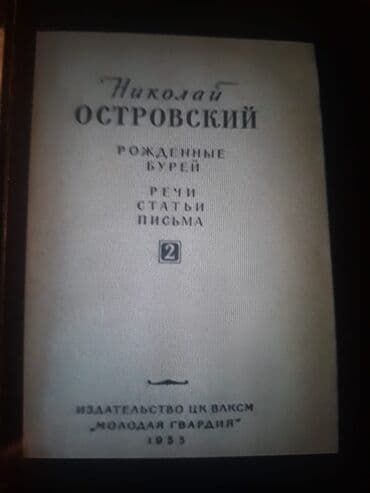 Николай
ОСТРОВСКИЙ
РОЖДЕННЫЕ
БУРЕЙ
РЕЧИ
СТАТЬИ
ПИСЬМА
2
ИЗДАТЕЛЬСТВО ЦК ВЛКСМ
„МОЛОДАЯ ГВАРДИЯ"
1953